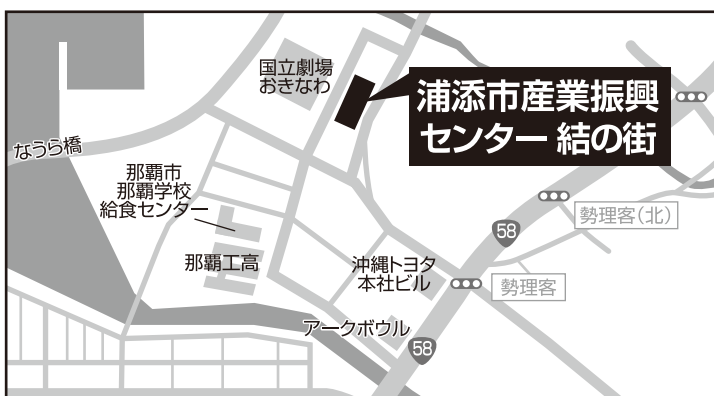 国立劇場
おきなわ
浦添市産業振興
センター 結の街
なうら橋
那覇市
那覇学校
給食センター
勢理客(北)
58
那覇工高
沖縄トヨタ
本社ビル
勢理客
アークボウル
58